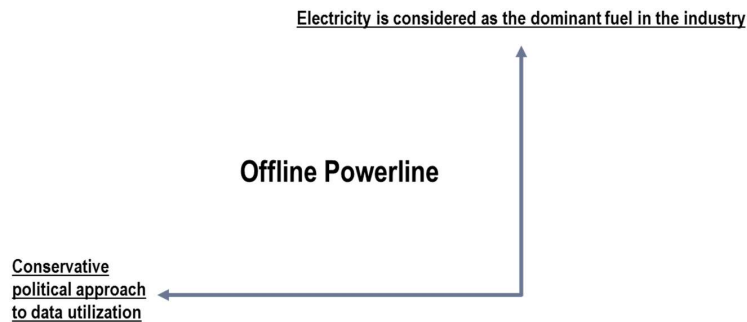 Electricity is considered as the dominant fuel in the industry
Offline Powerline
Conservative
political approach
to data utilization